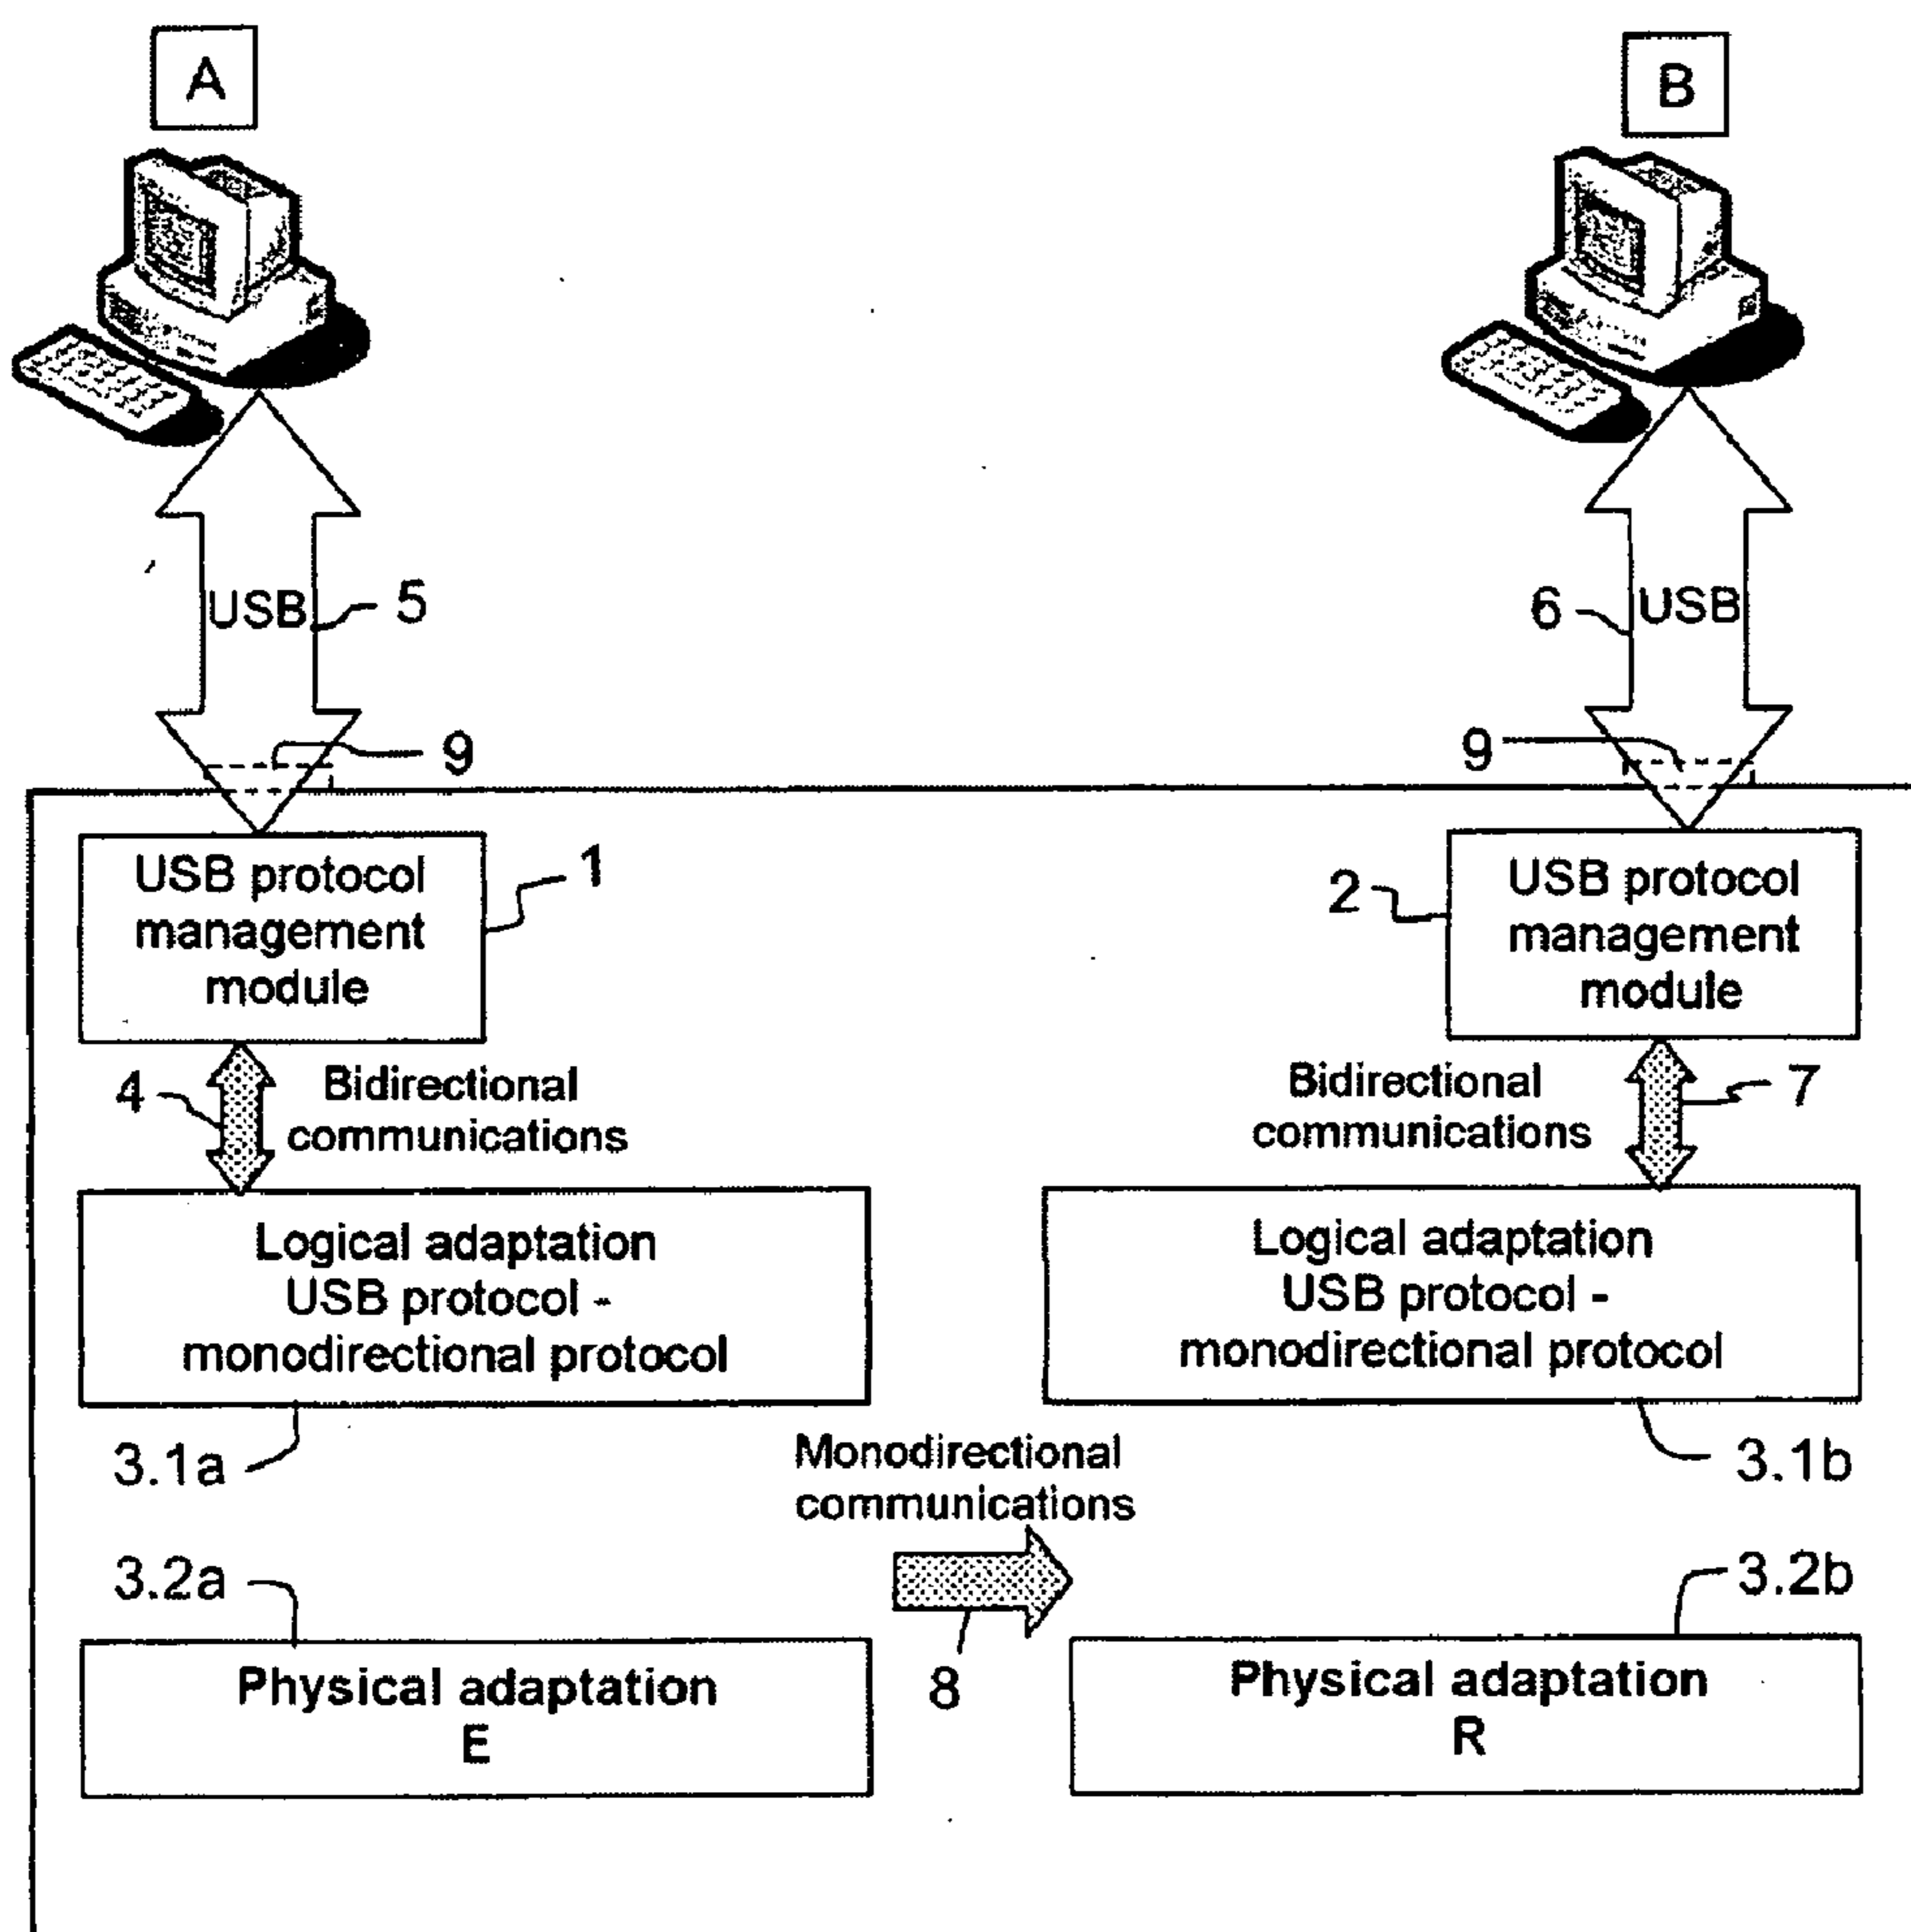 A
B
USB
5
6
USB
9
9
USB protocol
management
module
1
2
USB protocol
management
module
4
Bidirectional
communications
Bidirectional
communications
7
Logical adaptation
USB protocol -
monodirectional protocol
Logical adaptation
USB protocol -
monodirectional protocol
3.1a
Monodirectional
communications
3.1b
3.2a
3.2b
8
Physical adaptation
E
Physical adaptation
R